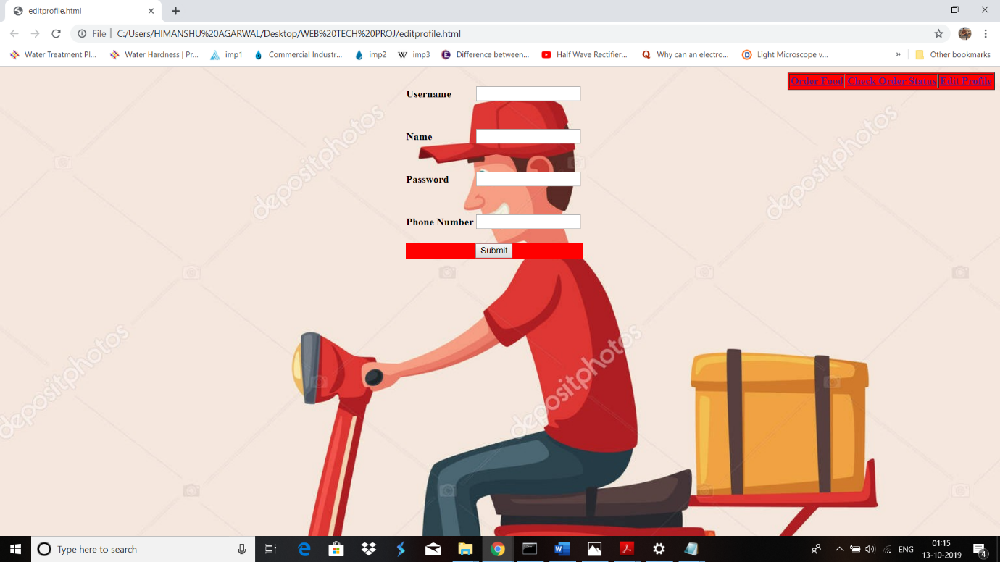 editprofile.html
File
C:/Users/HIMANSHU%20AGARWAL/Desktop/WEB%20TECH%20PROJ/editprofile.html
Water Treatment Pl... Water Hardness | Pr... imp1 Commercial Industr... imp2 imp3 Difference between... Half Wave Rectifier... Why can an electro... Light Microscope v... » Other bookmarks
Order Food Check Order Status Edit Profile
Username
Name
Password
Phone Number
Submit
depositphotos
depositphotos
depositphotos
depositphotos
Type here to search
ENG
01:15
13-10-2019
4